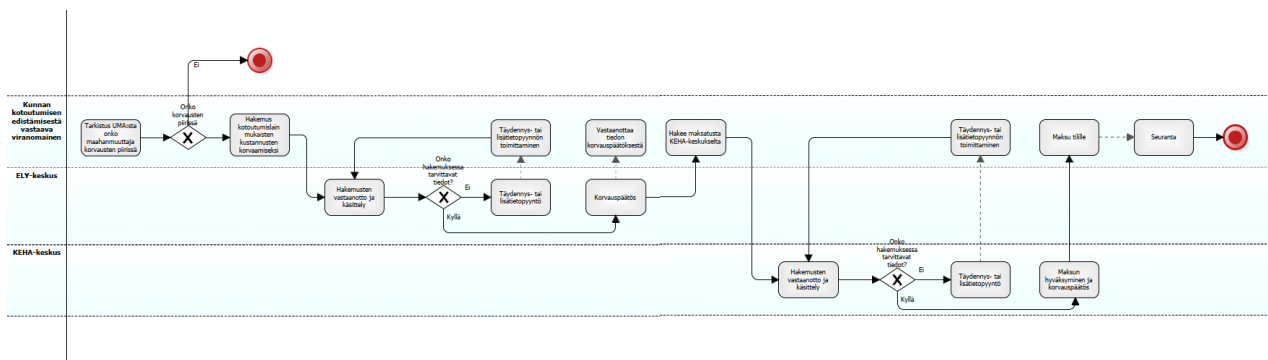 Ei
Kunnan
kotoutumisen
edistämisestä
vastaava
viranomainen
Tarkistus UMA:sta
onko
maahanmuuttaja
korvausten piirissä
Onko
korvausten
piirissä
Hakemus
kotoutumislain
mukaisten
kustannusten
korvaamiseksi
Täydennys- tai
lisätietopyynnön
toimittaminen
Vastaanottaa
tiedon
korvauspäätöksestä
Hakee maksatusta
KEHA-keskukselta
Täydennys- tai
lisätietopyynnön
toimittaminen
Maksu tilille
Seuranta
ELY-keskus
Hakemusten
vastaanotto ja
käsittely
Onko
hakemuksessa
tarvittavat
tiedot?
Ei
Kyllä
Täydennys- tai
lisätietopyyntö
Korvauspäätös
KEHA-keskus
Hakemusten
vastaanotto ja
käsittely
Onko
hakemuksessa
tarvittavat
tiedot?
Ei
Kyllä
Täydennys- tai
lisätietopyyntö
Maksun
hyväksyminen ja
korvauspäätös